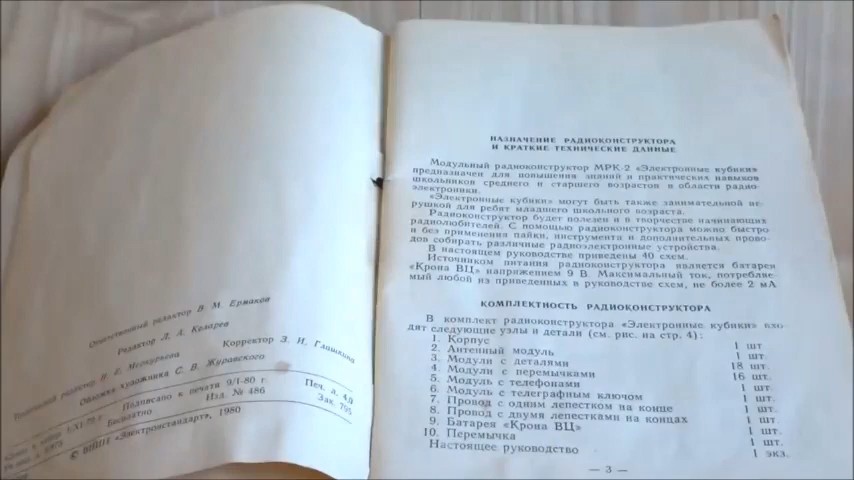 Ответственный редактор В. М. Ермаков
Редактор Л. А. Козарев
Корректор З. И. Глашкина
редактор Н. Е.
Обложка художника С. В. Журавского
1/XI-79 г. Подписано к печати 9/I-80 г. Печ. л. 4,0
Бесплатно Изд. № 486 Зак. 795
© ВНИИ «Электронстандарт», 1980
НАЗНАЧЕНИЕ РАДИОКОНСТРУКТОРА
И КРАТКИЕ ТЕХНИЧЕСКИЕ ДАННЫЕ
Модульный радиоконструктор МРК-2 «Электронные кубики»
предназначен для повышения знаний и практических навыков
школьников среднего и старшего возрастов в области радио-
электроники.
«Электронные кубики» могут быть также занимательной иг-
рушкой для ребят младшего школьного возраста.
Радиоконструктор будет полезен и в творчестве начинающих
радиолюбителей. С помощью радиоконструктора можно быстро
и без применения пайки, инструмента и дополнительных прово-
дов собирать различные радиоэлектронные устройства.
В настоящем руководстве приведены 40 схем.
Источником питания радиоконструктора является батарея
«Крона ВЦ» напряжением 9 В. Максимальный ток, потребляе-
мый любой из приведенных в руководстве схем, не более 2 мА
КОМПЛЕКТНОСТЬ РАДИОКОНСТРУКТОРА
В комплект радиоконструктора «Электронные кубики» вхо-
дят следующие узлы и детали (см. рис. на стр. 4):
1. Корпус 1 шт.
2. Антенный модуль 1 шт.
3. Модули с деталями 18 шт.
4. Модули с перемычками 16 шт.
5. Модуль с телефонами 1 шт.
6. Модуль с телеграфным ключом 1 шт.
7. Провод с одним лепестком на конце 1 шт.
8. Провод с двумя лепестками на концах 1 шт.
9. Батарея «Крона ВЦ» 1 шт.
10. Перемычка 1 шт.
Настоящее руководство 1 экз.
— 3 —